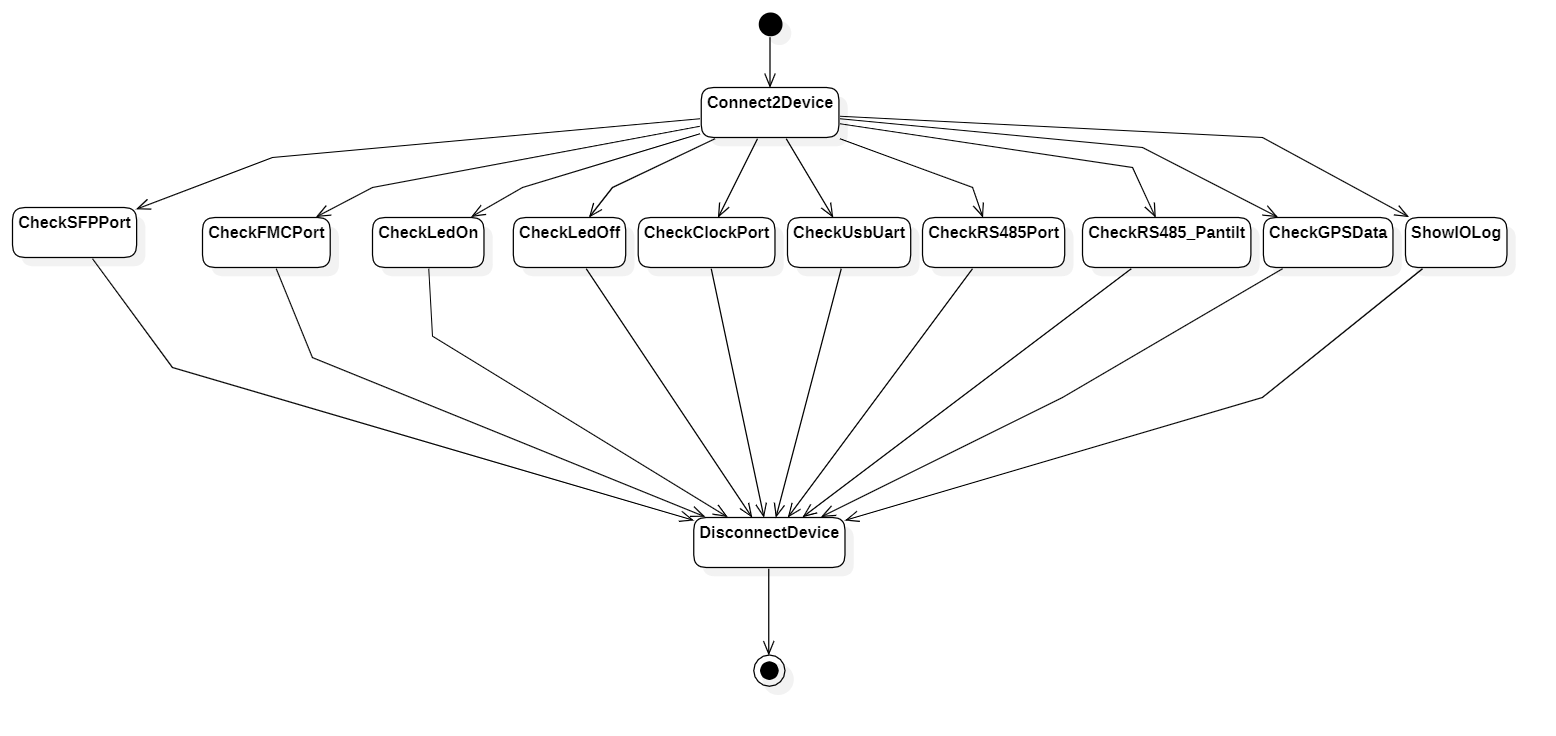 Connect2Device
CheckSFPPort
CheckFMCPort
CheckLedOn
CheckLedOff
CheckClockPort
CheckUsbUart
CheckRS485Port
CheckRS485_Pantilt
CheckGPSData
ShowIOLog
DisconnectDevice